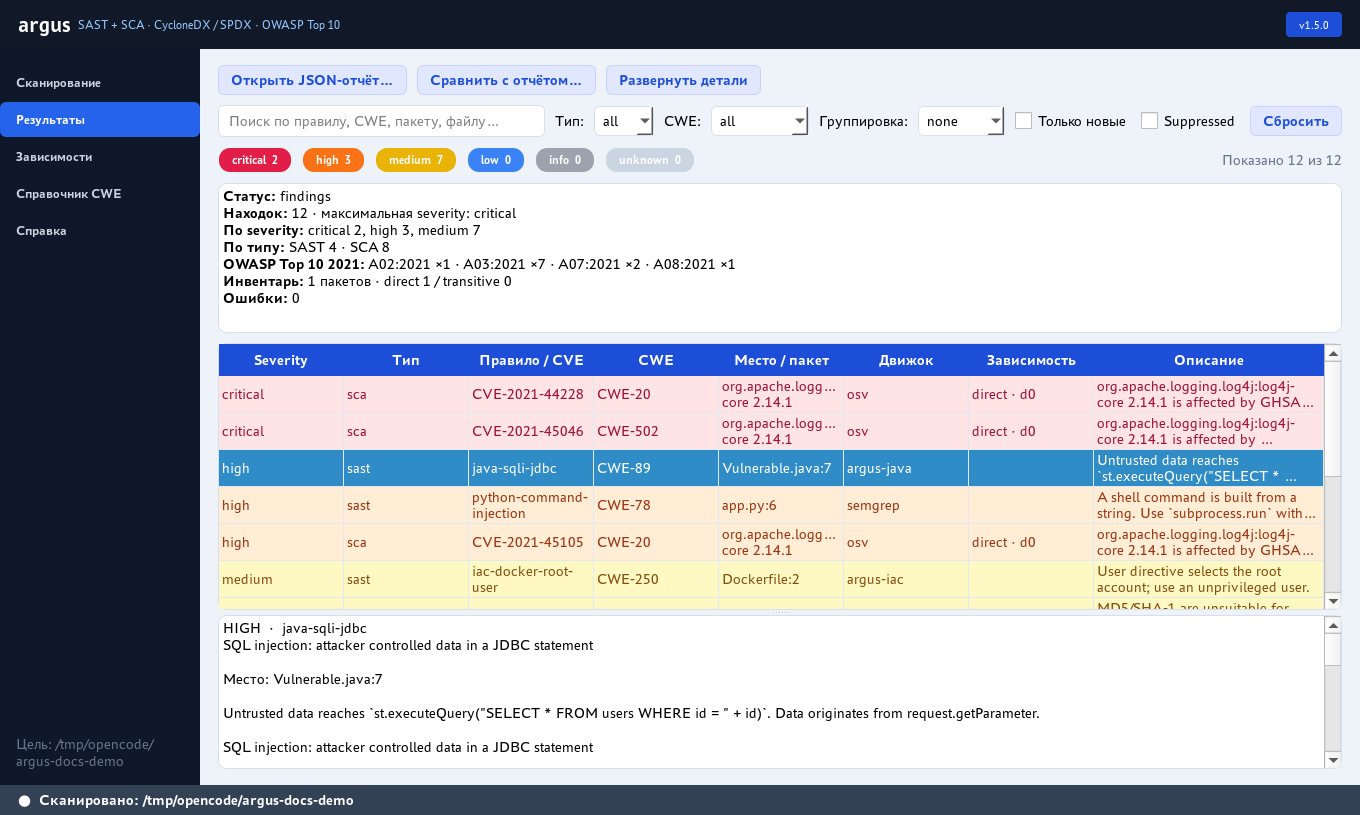 argus SAST + SCA · CycloneDX / SPDX · OWASP Top 10
v1.5.0
Сканирование
Результаты
Зависимости
Справочник CWE
Справка
Цель: /tmp/opencode/
argus-docs-demo
Открыть JSON-отчёт… Сравнить с отчётом… Развернуть детали
Поиск по правилу, CWE, пакету, файлу… Тип: all CWE: all Группировка: none Только новые Suppressed Сбросить
critical 2 high 3 medium 7 low 0 info 0 unknown 0 Показано 12 из 12
Статус: findings
Находок: 12 · максимальная severity: critical
По severity: critical 2, high 3, medium 7
По типу: SAST 4 · SCA 8
OWASP Top 10 2021: A02:2021 ×1 · A03:2021 ×7 · A07:2021 ×2 · A08:2021 ×1
Инвентарь: 1 пакетов · direct 1 / transitive 0
Ошибки: 0
Severity Тип Правило / CVE CWE Место / пакет Движок Зависимость Описание
critical sca CVE-2021-44228 CWE-20 org.apache.logg… core 2.14.1 osv direct · d0 org.apache.logging.log4j:log4j-
core 2.14.1 is affected by GHSA…
critical sca CVE-2021-45046 CWE-502 org.apache.logg… core 2.14.1 osv direct · d0 org.apache.logging.log4j:log4j-
core 2.14.1 is affected by …
high sast java-sqli-jdbc CWE-89 Vulnerable.java:7 argus-java Untrusted data reaches
`st.executeQuery("SELECT * …
high sast python-command-injection CWE-78 app.py:6 semgrep A shell command is built from a
string. Use `subprocess.run` with…
high sca CVE-2021-45105 CWE-20 org.apache.logg… core 2.14.1 osv direct · d0 org.apache.logging.log4j:log4j-
core 2.14.1 is affected by GHSA…
medium sast iac-docker-root-user CWE-250 Dockerfile:2 argus-iac User directive selects the root
account; use an unprivileged user.
MD5/SHA-1 are unsuitable for
HIGH · java-sqli-jdbc
SQL injection: attacker controlled data in a JDBC statement
Место: Vulnerable.java:7
Untrusted data reaches `st.executeQuery("SELECT * FROM users WHERE id = " + id)`. Data originates from request.getParameter.
SQL injection: attacker controlled data in a JDBC statement
Сканировано: /tmp/opencode/argus-docs-demo